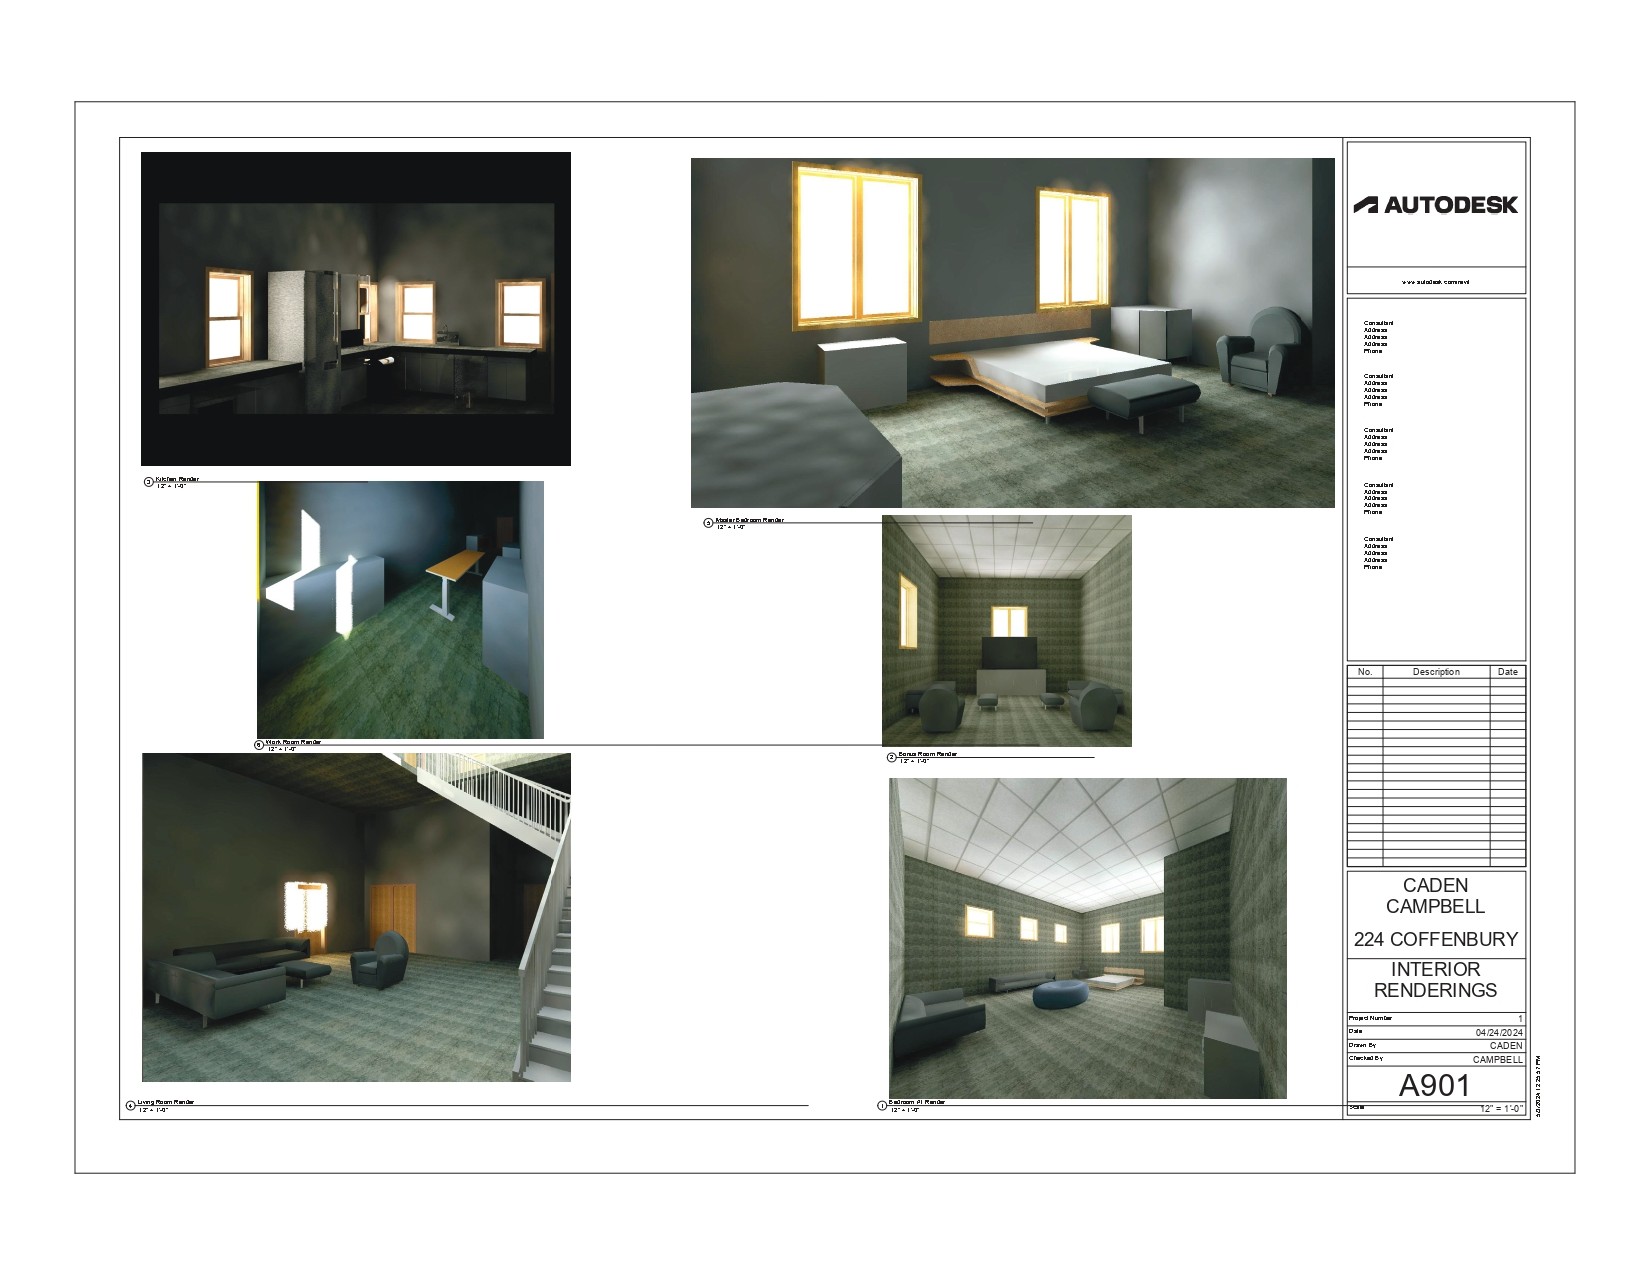 3 Kitchen Render
12" = 1'-0"
5 Master Bedroom Render
12" = 1'-0"
6 Work Room Render
12" = 1'-0"
2 Bonus Room Render
12" = 1'-0"
4 Living Room Render
12" = 1'-0"
1 Bedroom #1 Render
12" = 1'-0"
AUTODESK
www.autodesk.com/revit
Consultant
Address
Address
Address
Phone
Consultant
Address
Address
Address
Phone
Consultant
Address
Address
Address
Phone
Consultant
Address
Address
Address
Phone
Consultant
Address
Address
Address
Phone
No. Description Date
CADEN
CAMPBELL
224 COFFENBURY
INTERIOR
RENDERINGS
Project Number 1
Date 04/24/2024
Drawn By CADEN
Checked By CAMPBELL
A901
Scale 12" = 1'-0"